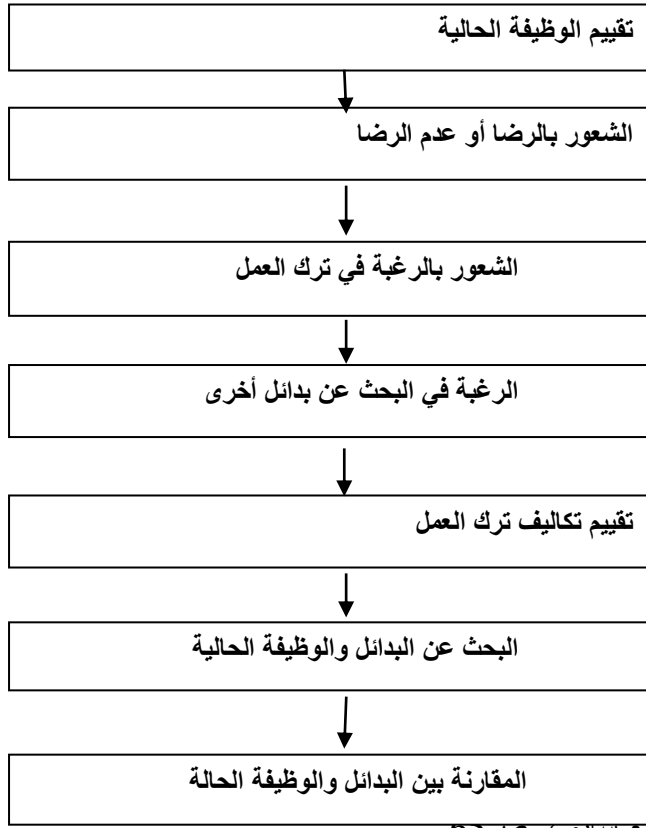 تقييم الوظيفة الحالية
الشعور بالرضا أو عدم الرضا
الشعور بالرغبة في ترك العمل
الرغبة في البحث عن بدائل أخرى
تقييم تكاليف ترك العمل
البحث عن البدائل والوظيفة الحالية
المقارنة بين البدائل والوظيفة الحالة